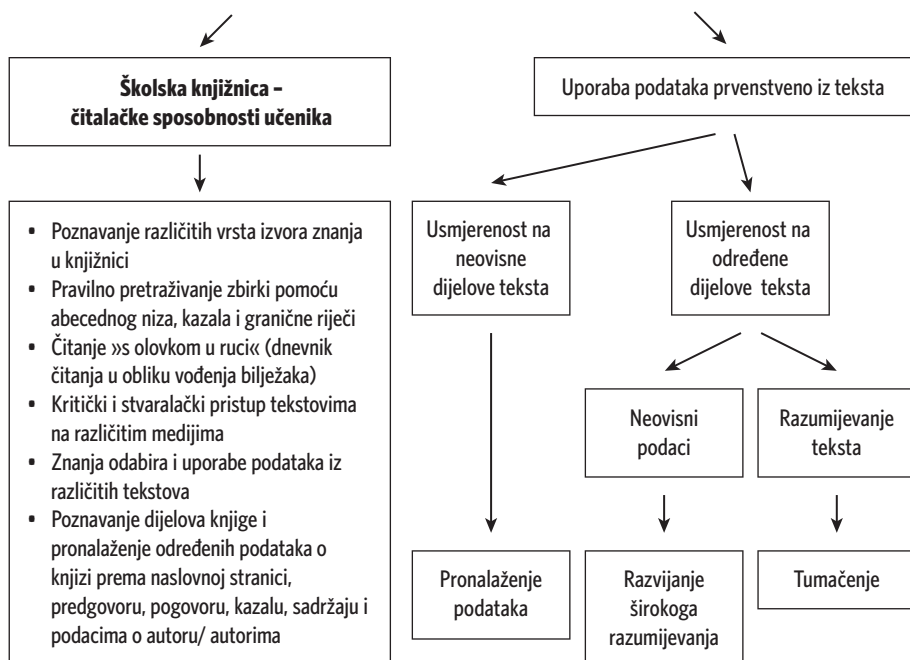 Školska knjižnica –
čitalačke sposobnosti učenika
Uporaba podataka prvenstveno iz teksta
• Poznavanje različitih vrsta izvora znanja
u knjižnici
• Pravilno pretraživanje zbirki pomoću
abecednog niza, kazala i granične riječi
• Čitanje »s olovkom u ruci« (dnevnik
čitanja u obliku vođenja bilježaka)
• Kritički i stvaralački pristup tekstovima
na različitim medijima
• Znanja odabira i uporabe podataka iz
različitih tekstova
• Poznavanje dijelova knjige i
pronalaženje određenih podataka o
knjizi prema naslovnoj stranici,
predgovoru, pogovoru, kazalu, sadržaju i
podacima o autoru/ autorima
Usmjerenost na
neovisne
dijelove teksta
Usmjerenost na
određene
dijelove teksta
Neovisni
podaci
Razumijevanje
teksta
Pronalaženje
podataka
Razvijanje
širokoga
razumijevanja
Tumačenje